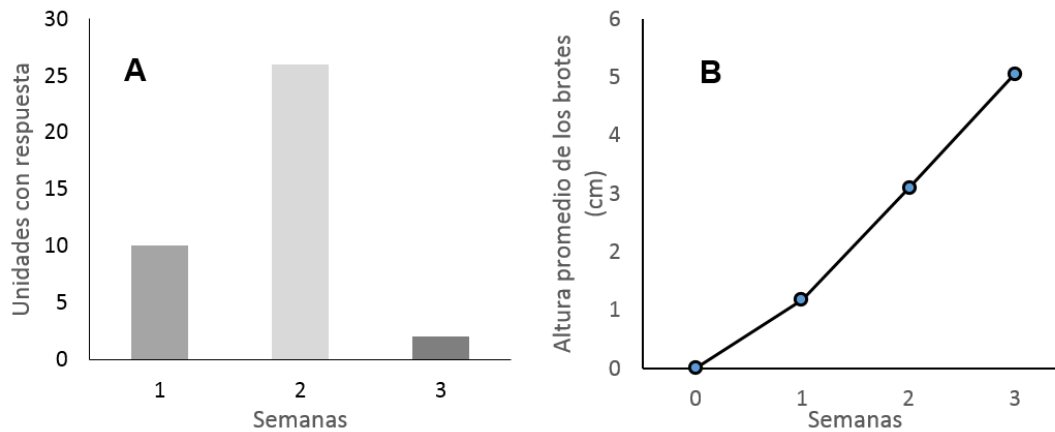 A
Unidades con respuesta
30
25
20
15
10
5
0
1 2 3
Semanas
B
Altura promedio de los brotes
(cm)
6
5
4
3
2
1
0
0 1 2 3
Semanas